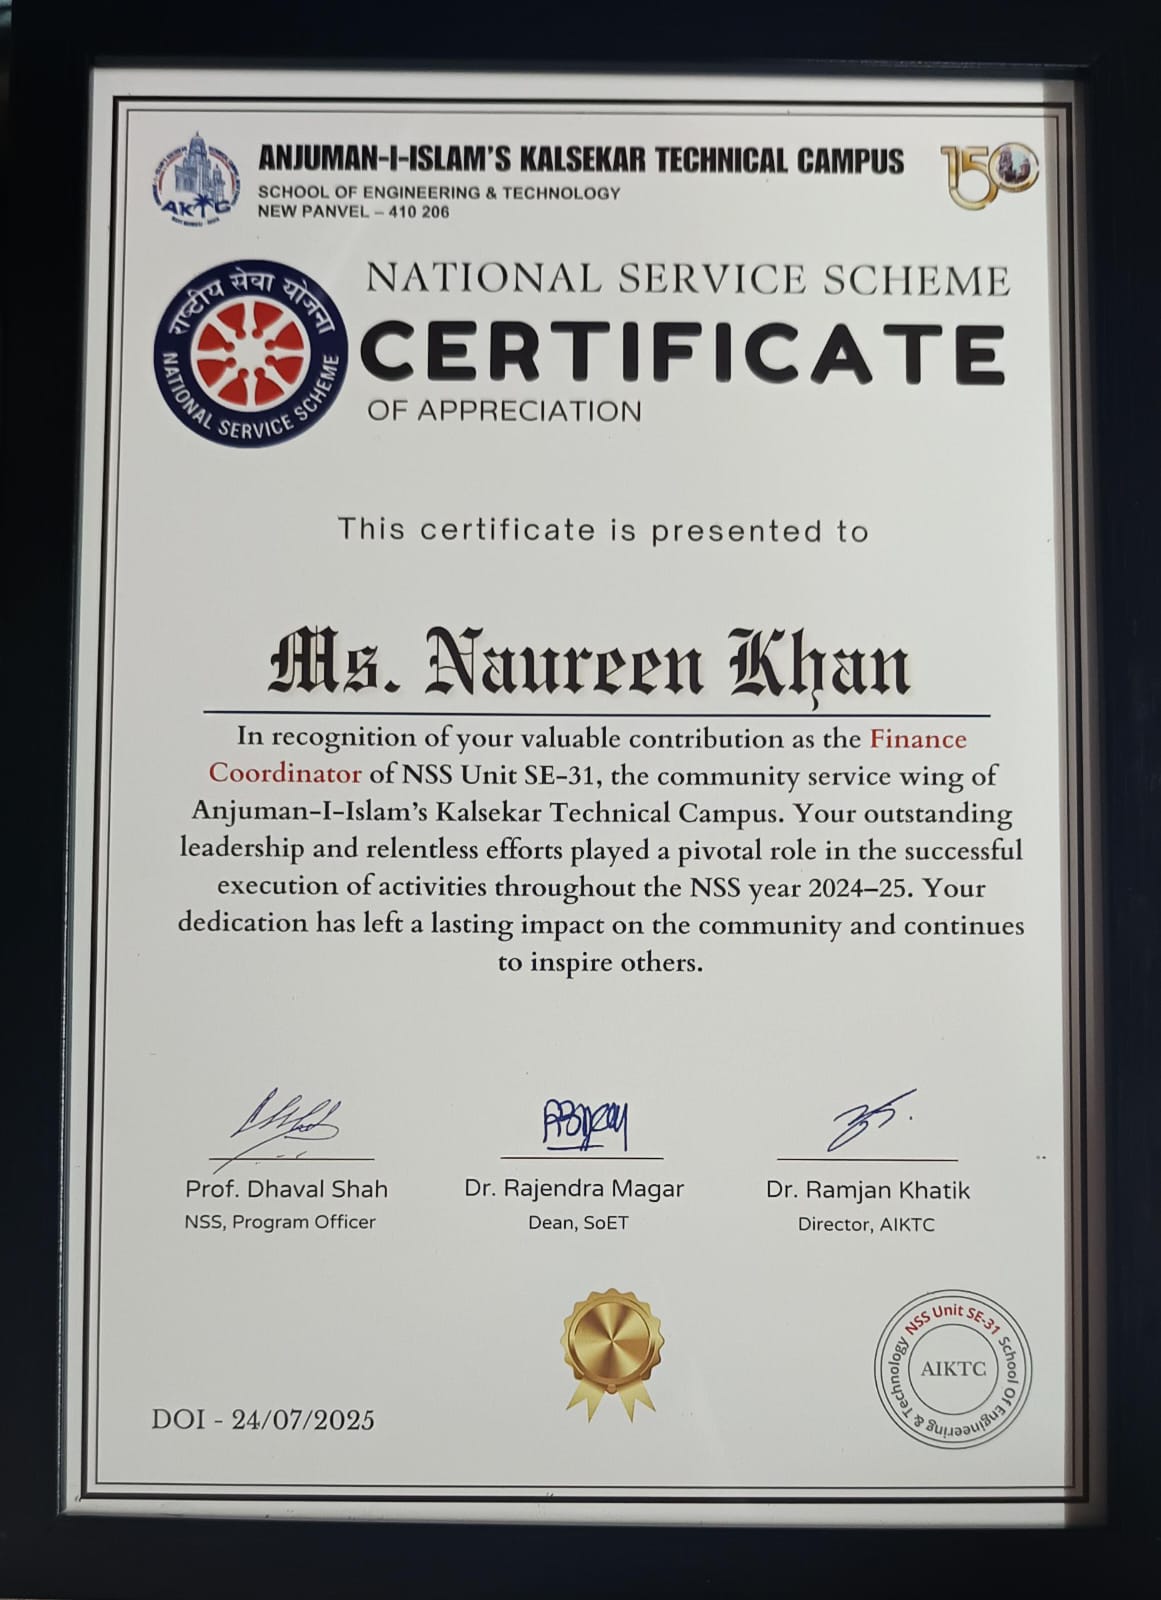 ANJUMAN-I-ISLAM'S KALSEKAR TECHNICAL CAMPUS
SCHOOL OF ENGINEERING & TECHNOLOGY
NEW PANVEL – 410 206
AKTC
150
राष्ट्रीय सेवा योजना
NATIONAL SERVICE SCHEME
NATIONAL SERVICE SCHEME
CERTIFICATE
OF APPRECIATION
This certificate is presented to
Ms. Naureen Khan
In recognition of your valuable contribution as the Finance
Coordinator of NSS Unit SE-31, the community service wing of
Anjuman-I-Islam's Kalsekar Technical Campus. Your outstanding
leadership and relentless efforts played a pivotal role in the successful
execution of activities throughout the NSS year 2024–25. Your
dedication has left a lasting impact on the community and continues
to inspire others.
Prof. Dhaval Shah
NSS, Program Officer
Dr. Rajendra Magar
Dean, SoET
Dr. Ramjan Khatik
Director, AIKTC
NSS Unit SE-31
School Of Engineering & Technology
AIKTC
DOI - 24/07/2025